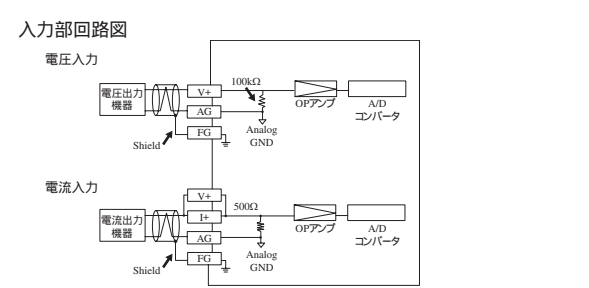 入力部回路図
電圧入力
電圧出力
機器
V+
100kΩ
OPアンプ
A/D
コンバータ
AG
FG
Analog
GND
Shield
電流入力
V+
電流出力
機器
I+
500Ω
OPアンプ
A/D
コンバータ
AG
FG
Analog
GND
Shield